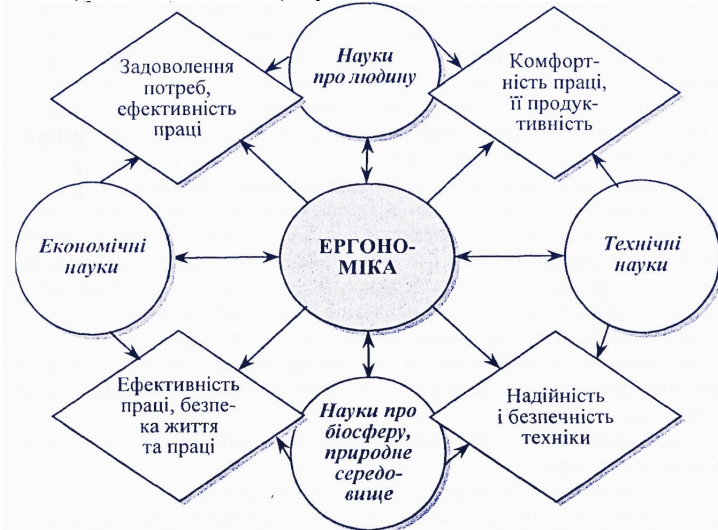 Науки
про людину
Задоволення
потреб,
ефективність
праці
Комфорт-
ність праці,
її продук-
тивність
Економічні
науки
ЕРГОНО-
МІКА
Технічні
науки
Ефективність
праці, безпе-
ка життя
та праці
Науки про
біосферу,
природне
середо-
вище
Надійність
і безпечність
техніки